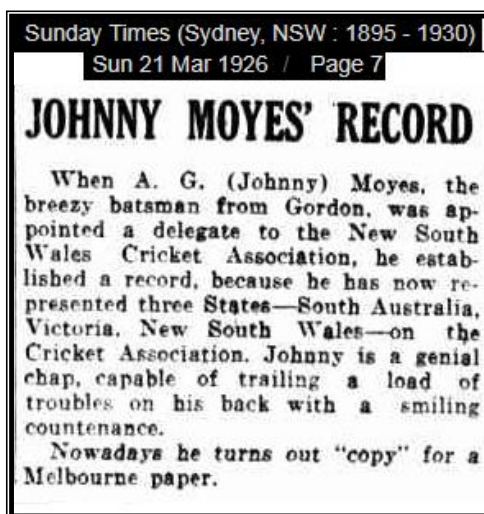 Sunday Times (Sydney, NSW : 1895 - 1930)
Sun 21 Mar 1926 / Page 7
JOHNNY MOYES' RECORD
When A. G. (Johnny) Moyes, the
breezy batsman from Gordon, was ap-
pointed a delegate to the New South
Wales Cricket Association, he estab-
lished a record, because he has now re-
presented three States—South Australia,
Victoria, New South Wales—on the
Cricket Association. Johnny is a genial
chap, capable of trailing a load of
troubles on his back with a smiling
countenance.
Nowadays he turns out "copy" for a
Melbourne paper.